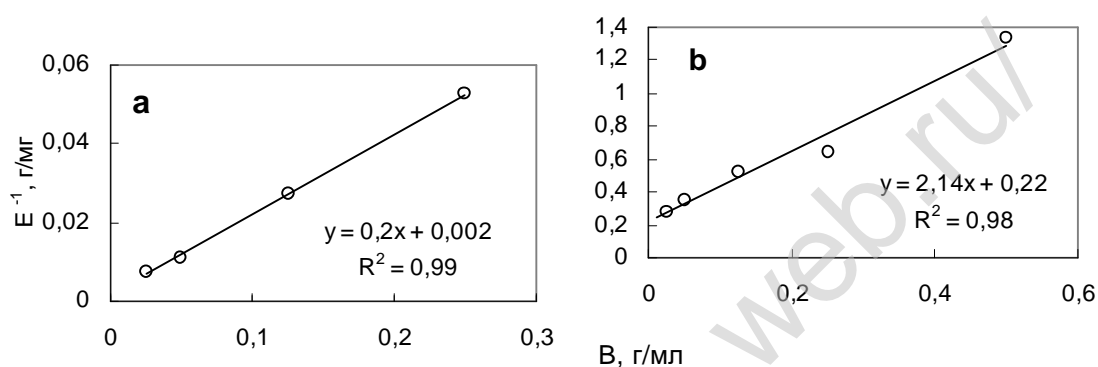 a
E⁻¹, г/мг
0,06
0,04
0,02
0
y = 0,2x + 0,002
R² = 0,99
0
0,1
0,2
0,3
b
1,4
1,2
1
0,8
0,6
0,4
0,2
0
y = 2,14x + 0,22
R² = 0,98
0
0,2
0,4
0,6
В, г/мл
web.ru/